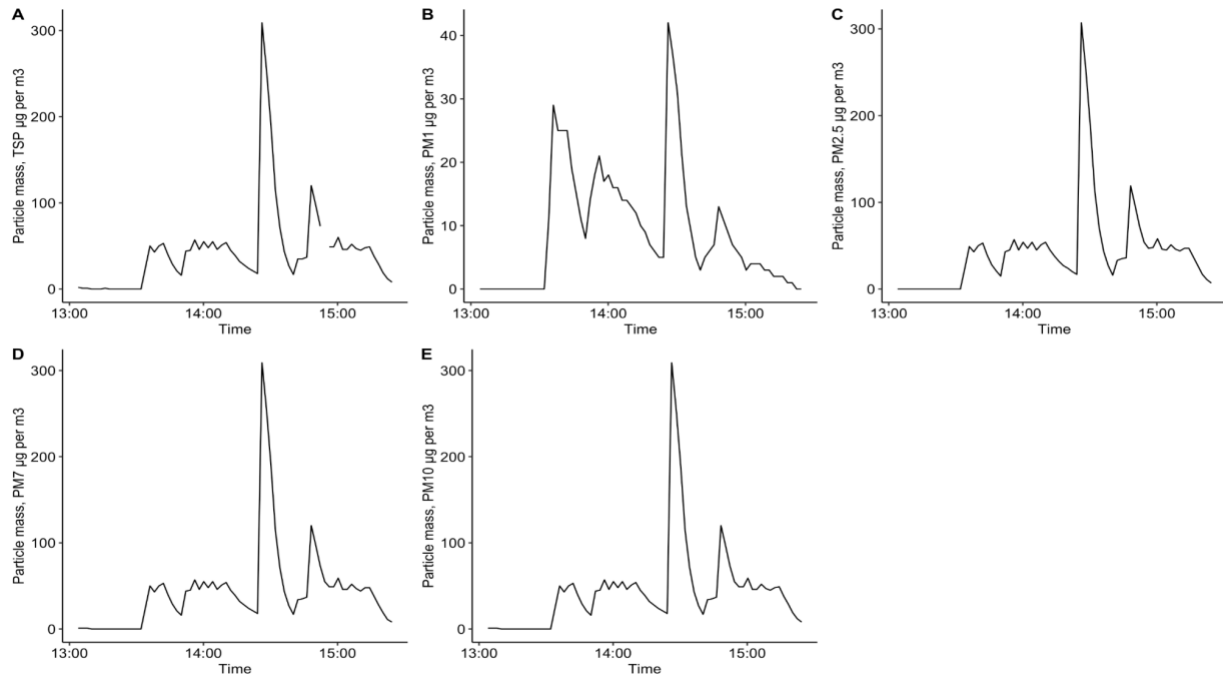 A
Particle mass, TSP µg per m3
300
200
100
0
13:00 14:00 15:00
Time
B
Particle mass, PM1 µg per m3
40
30
20
10
0
13:00 14:00 15:00
Time
C
Particle mass, PM2.5 µg per m3
300
200
100
0
13:00 14:00 15:00
Time
D
Particle mass, PM7 µg per m3
300
200
100
0
13:00 14:00 15:00
Time
E
Particle mass, PM10 µg per m3
300
200
100
0
13:00 14:00 15:00
Time